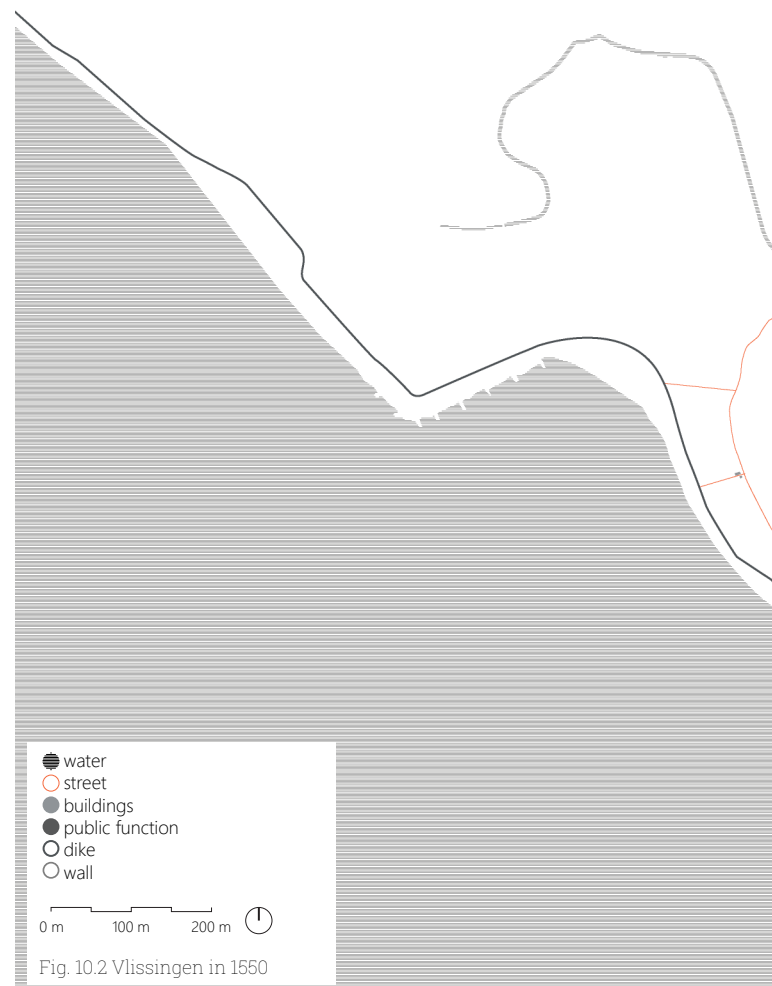 water
street
buildings
public function
dike
wall
0 m 100 m 200 m
Fig. 10.2 Vlissingen in 1550